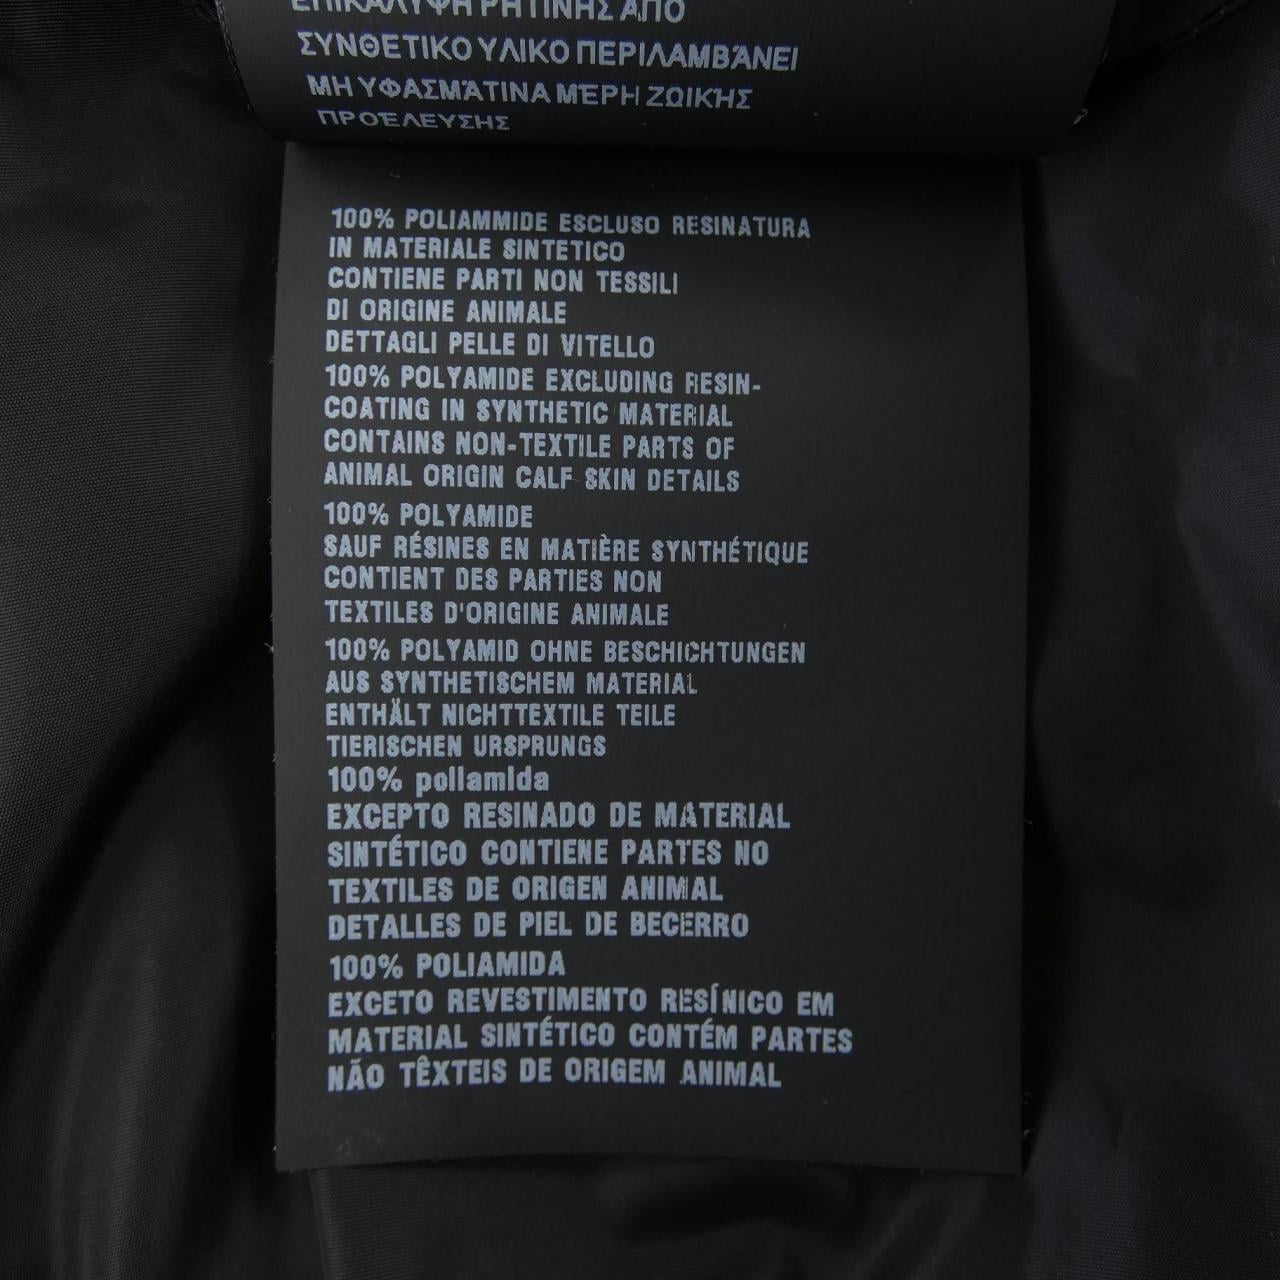 ΕΠΙΚΑΛΥΨΗ ΡΗΤΙΝΗΣ ΑΠΟ
ΣΥΝΘΕΤΙΚΟ ΥΛΙΚΟ ΠΕΡΙΛΑΜΒΆΝΕΙ
ΜΗ ΥΦΑΣΜΆΤΙΝΑ ΜΈΡΗ ΖΩΙΚΉΣ
ΠΡΟΈΛΕΥΣΗΣ
100% POLIAMMIDE ESCLUSO RESINATURA
IN MATERIALE SINTETICO
CONTIENE PARTI NON TESSILI
DI ORIGINE ANIMALE
DETTAGLI PELLE DI VITELLO
100% POLYAMIDE EXCLUDING RESIN-
COATING IN SYNTHETIC MATERIAL
CONTAINS NON-TEXTILE PARTS OF
ANIMAL ORIGIN CALF SKIN DETAILS
100% POLYAMIDE
SAUF RÉSINES EN MATIÈRE SYNTHÉTIQUE
CONTIENT DES PARTIES NON
TEXTILES D'ORIGINE ANIMALE
100% POLYAMID OHNE BESCHICHTUNGEN
AUS SYNTHETISCHEM MATERIAL
ENTHÄLT NICHTTEXTILE TEILE
TIERISCHEN URSPRUNGS
100% poliamida
EXCEPTO RESINADO DE MATERIAL
SINTÉTICO CONTIENE PARTES NO
TEXTILES DE ORIGEN ANIMAL
DETALLES DE PIEL DE BECERRO
100% POLIAMIDA
EXCETO REVESTIMENTO RESÍNICO EM
MATERIAL SINTÉTICO CONTÉM PARTES
NÃO TÊXTEIS DE ORIGEM ANIMAL